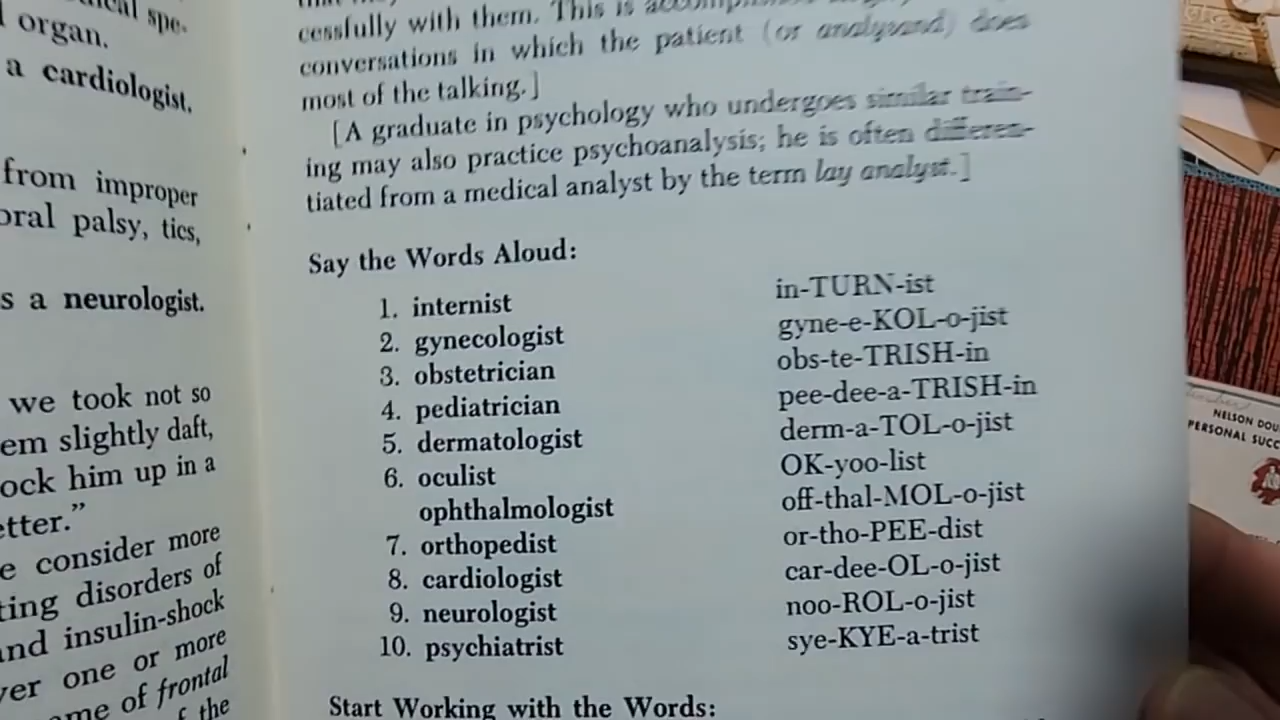 spe-
organ.
a cardiologist.
from improper
palsy, tics,
a neurologist.
we took not so
slightly daft,
him up in a
consider more
disorders of
insulin-shock
one or more
of frontal
the
cessfully with them. This is
conversations in which the patient (or analysand) does
most of the talking.]
[A graduate in psychology who undergoes similar train-
ing may also practice psychoanalysis; he is often differen-
tiated from a medical analyst by the term lay analyst.]
Say the Words Aloud:
1. internist in-TURN-ist
2. gynecologist gyne-e-KOL-o-jist
3. obstetrician obs-te-TRISH-in
4. pediatrician pee-dee-a-TRISH-in
5. dermatologist derm-a-TOL-o-jist
6. oculist OK-yoo-list
ophthalmologist off-thal-MOL-o-jist
7. orthopedist or-tho-PEE-dist
8. cardiologist car-dee-OL-o-jist
9. neurologist noo-ROL-o-jist
10. psychiatrist sye-KYE-a-trist
Start Working with the Words:
NELSON DOU
PERSONAL SUCC